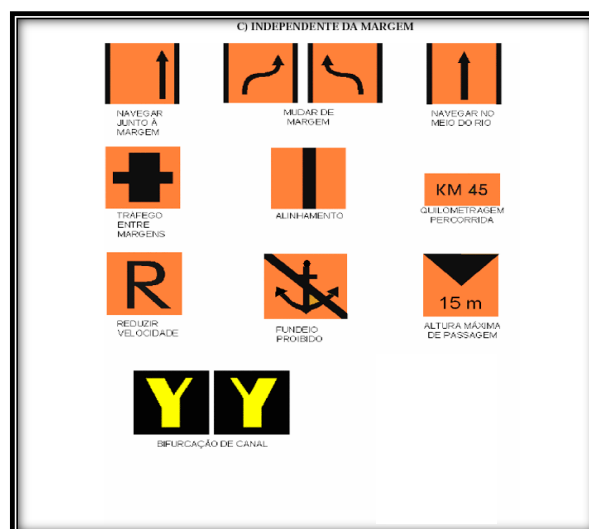 C) INDEPENDENTE DA MARGEM
NAVEGAR
JUNTO À
MARGEM
MUDAR DE
MARGEM
NAVEGAR NO
MEIO DO RIO
TRAFEGO
ENTRE
MARGENS
ALINHAMENTO
KM 45
QUILOMETRAGEM
PERCORRIDA
R
REDUZIR
VELOCIDADE
FUNDEIO
PROIBIDO
15 m
ALTURA MÁXIMA
DE PASSAGEM
Y Y
BIFURCAÇÃO DE CANAL